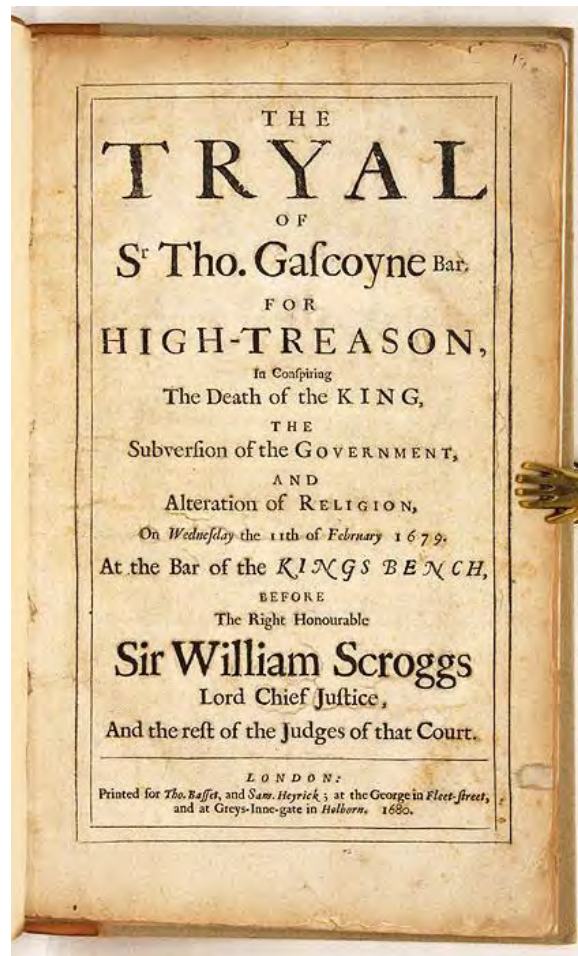 THE
TRYAL
OF
Sr Tho. Gaſcoyne Bar.
FOR
HIGH-TREASON,
In Conſpiring
The Death of the KING,
THE
Subverſion of the GOVERNMENT,
AND
Alteration of RELIGION,
On Wedneſday the 11th of February 1679.
At the Bar of the KINGS BENCH,
BEFORE
The Right Honourable
Sir William Scroggs
Lord Chief Juſtice,
And the reſt of the Judges of that Court.
LONDON:
Printed for Tho. Baſſet, and Sam. Heyrick; at the George in Fleet-ſtreet,
and at Greys-Inne-gate in Holborn. 1680.